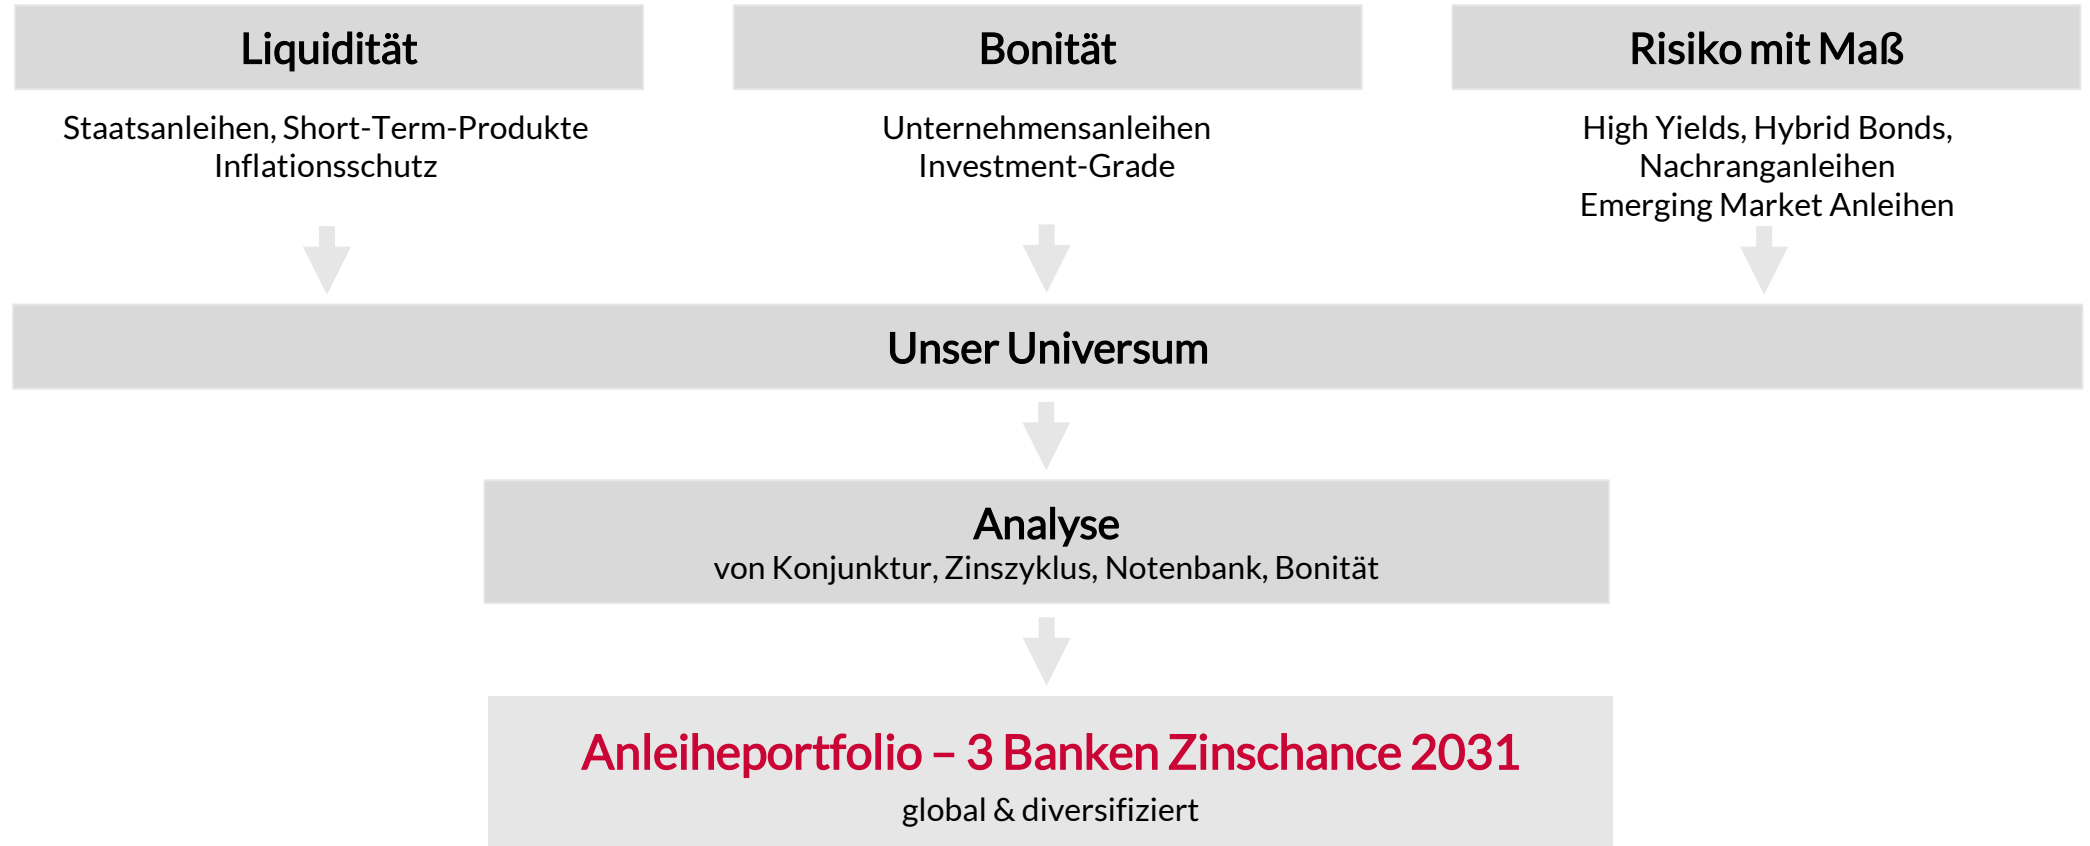 Liquidität
Staatsanleihen, Short-Term-Produkte
Inflationsschutz
Bonität
Unternehmensanleihen
Investment-Grade
Risiko mit Maß
High Yields, Hybrid Bonds,
Nachranganleihen
Emerging Market Anleihen
Unser Universum
Analyse
von Konjunktur, Zinszyklus, Notenbank, Bonität
Anleiheportfolio – 3 Banken Zinschance 2031
global & diversifiziert